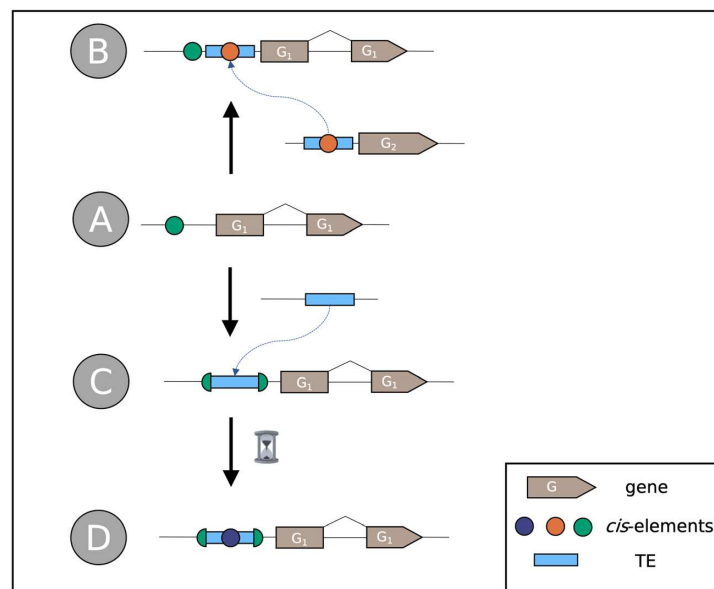 B
G₁ G₁
G₂
A
G₁ G₁
C
G₁ G₁
D
G₁ G₁
G gene
cis-elements
TE